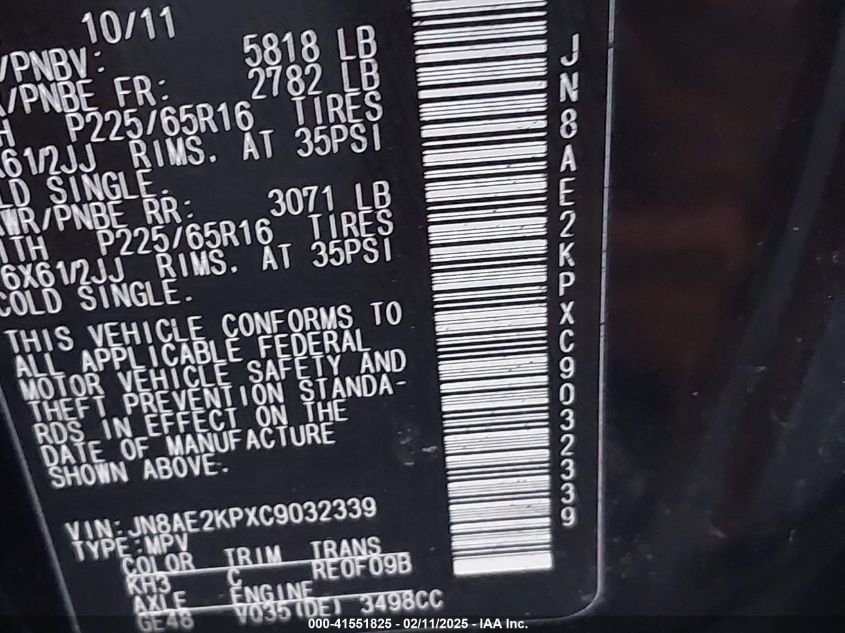 10/11
/PNBV: 5818 LB
/PNBE FR: 2782 LB
P225/65R16 TIRES
61/2JJ RIMS. AT 35PSI
LD SINGLE.
WR/PNBE RR: 3071 LB
ITH P225/65R16 TIRES
6X61/2JJ RIMS. AT 35PSI
COLD SINGLE.
THIS VEHICLE CONFORMS TO
ALL APPLICABLE FEDERAL
MOTOR VEHICLE SAFETY AND
THEFT PREVENTION STANDA-
RDS IN EFFECT ON THE
DATE OF MANUFACTURE
SHOWN ABOVE.
VIN:JN8AE2KPXC9032339
TYPE:MPV
COLOR TRIM TRANS
KH3 C RE0F09B
AXLE ENGINE
GE48 V035(DE) 3498CC
JN8AE2KPXC9032339
000-41551825 - 02/11/2025 - IAA Inc.